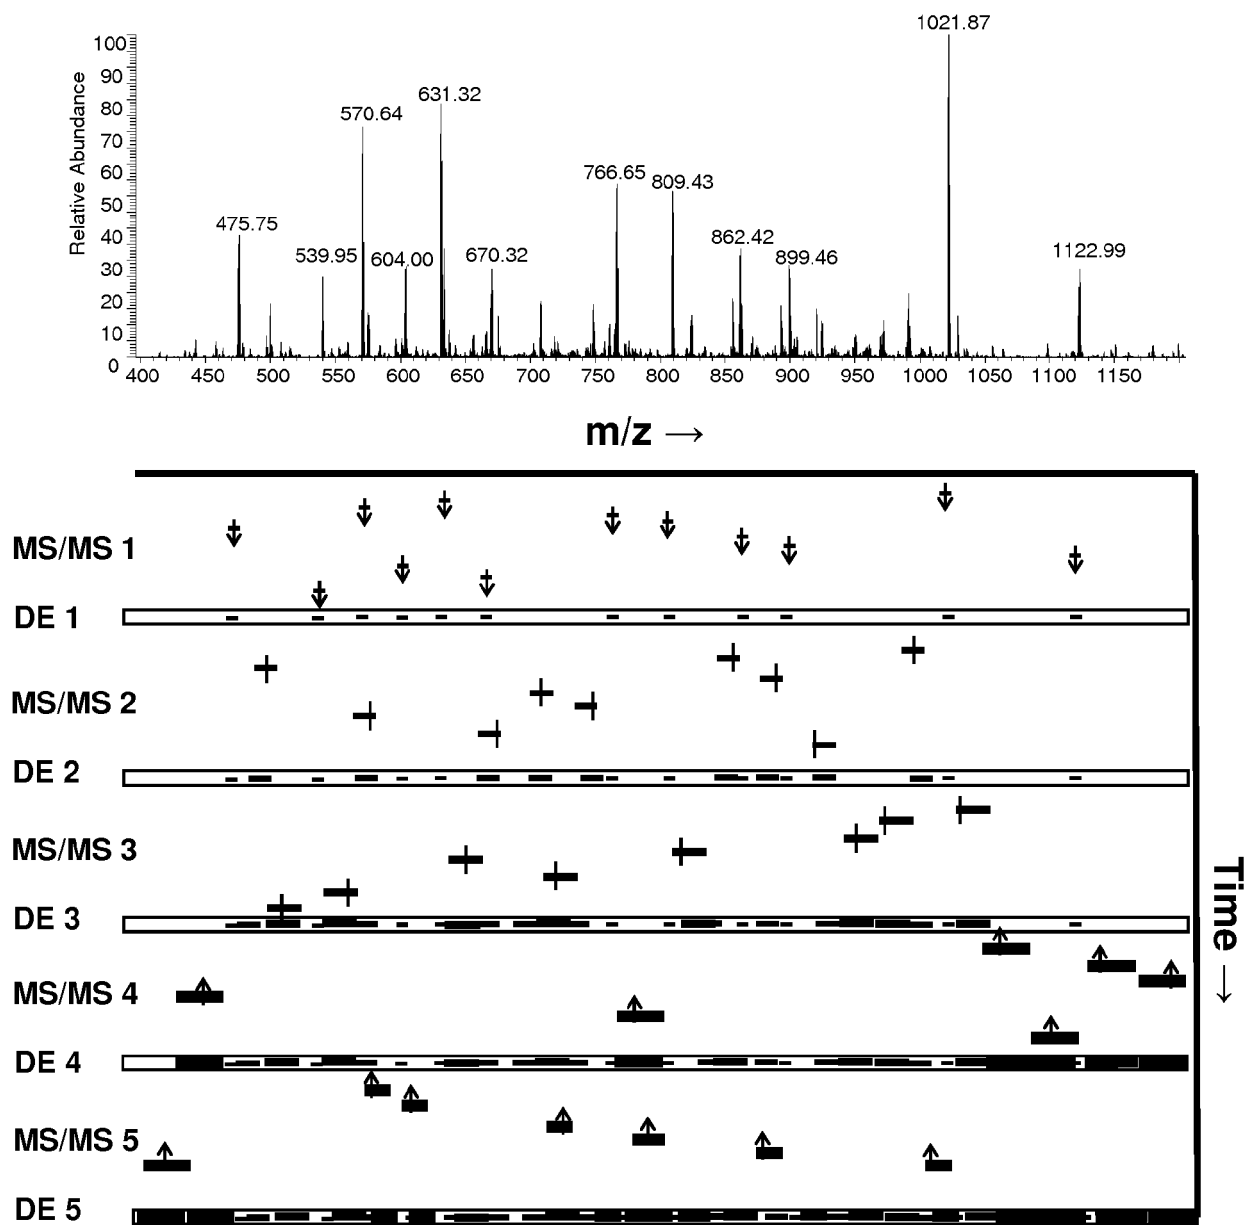 1021.87
631.32
570.64
766.65
809.43
475.75
862.42
539.95
604.00
670.32
899.46
1122.99
Relative Abundance
100
90
80
70
60
50
40
30
20
10
0
400 450 500 550 600 650 700 750 800 850 900 950 1000 1050 1100 1150
m/z →
MS/MS 1
DE 1
MS/MS 2
DE 2
MS/MS 3
DE 3
MS/MS 4
DE 4
MS/MS 5
DE 5
Time →